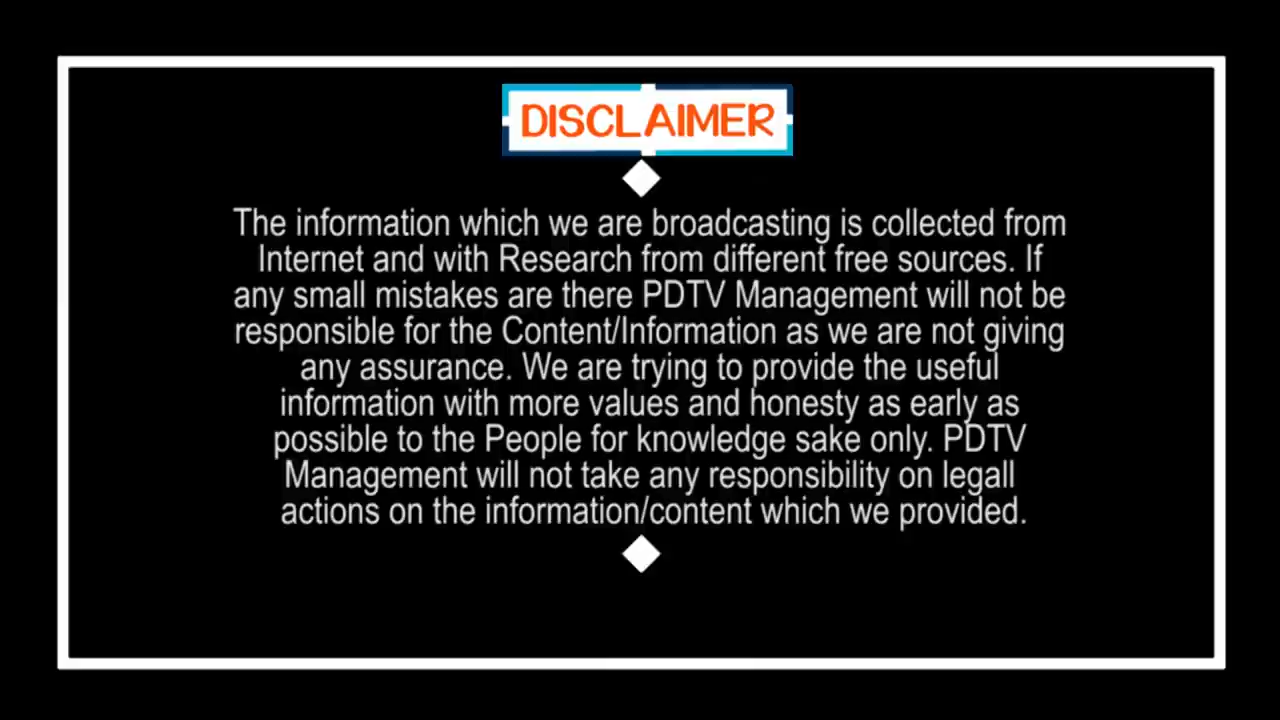 DISCLAIMER
The information which we are broadcasting is collected from
Internet and with Research from different free sources. If
any small mistakes are there PDTV Management will not be
responsible for the Content/Information as we are not giving
any assurance. We are trying to provide the useful
information with more values and honesty as early as
possible to the People for knowledge sake only. PDTV
Management will not take any responsibility on legall
actions on the information/content which we provided.